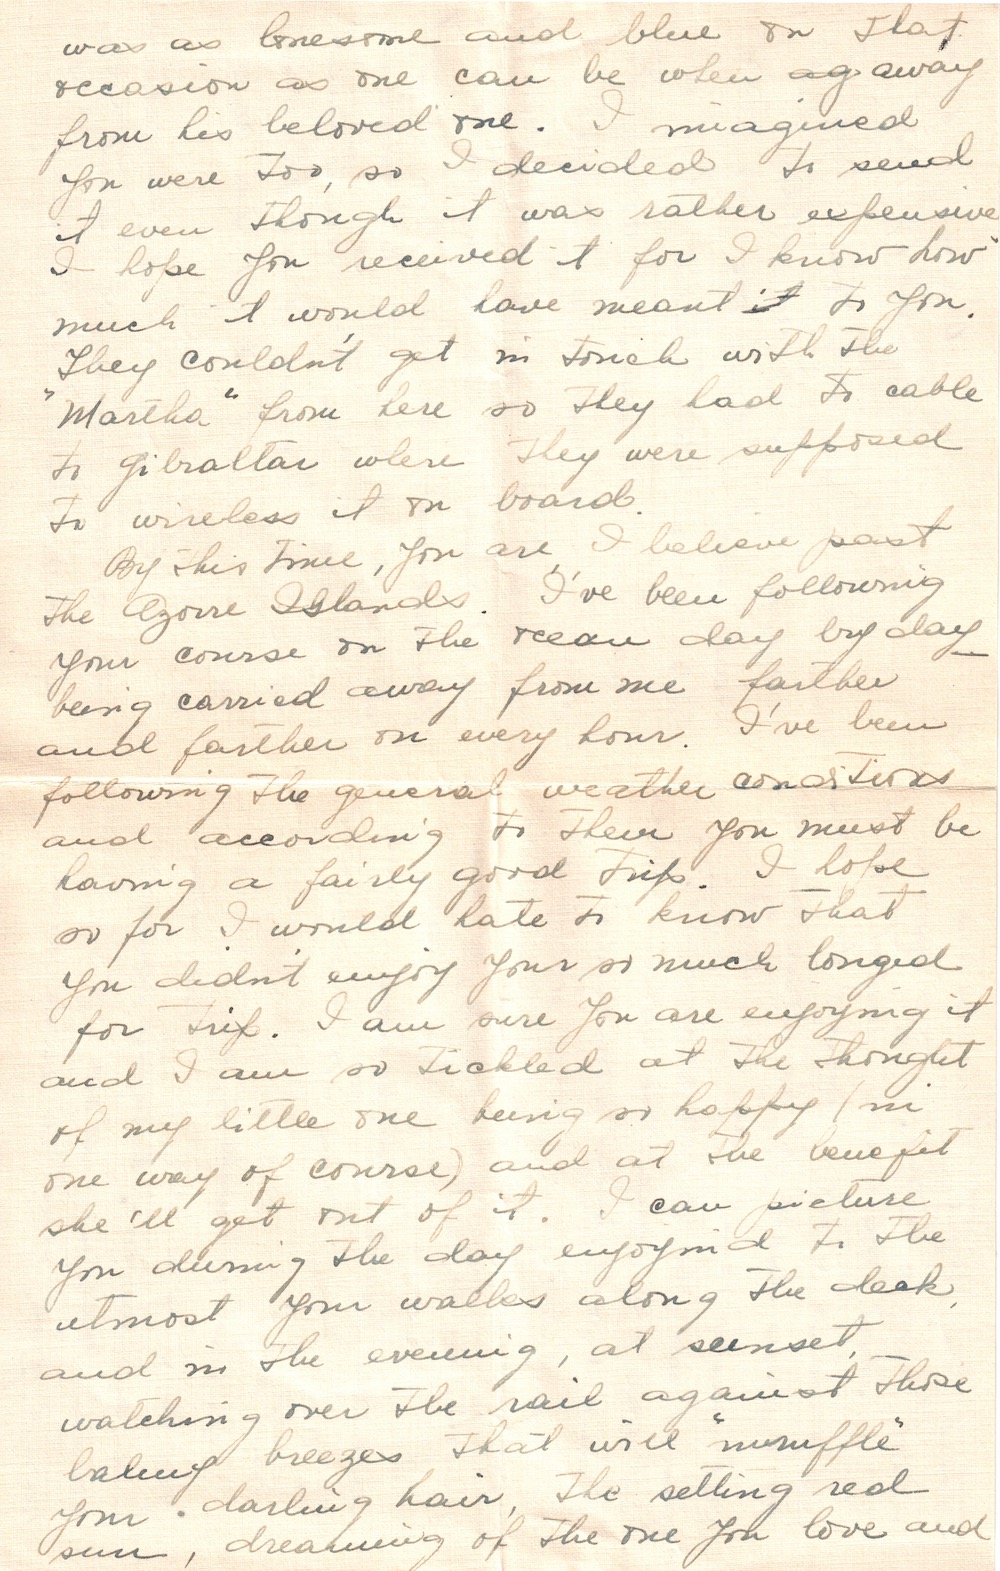 was as lonesome and blue on that
occasion as one can be when ag away
from his beloved one. I imagined
you were too, so I decided to send
it even though it was rather expensive
I hope you received it for I know how
much it would have meant it to you.
They couldn't get in touch with the
"Martha" from here so they had to cable
to Gibraltar where they were supposed
to wireless it on board.
By this time, you are, I believe past
the Azorre Islands. I've been following
your course on the ocean day by day_
being carried away from me farther
and farther on every hour. I've been
following the general weather conditions
and according to them you must be
having a fairly good trip. I hope
so for I would hate to know that
you didn't enjoy your so much longed
for trip. I am sure you are enjoying it
and I am so tickled at the thought
of my little one being so happy (in
one way of course) and at the benefit
she'll get out of it. I can picture
you during the day enjoyind to the
utmost your walks along the deck,
and in the evening, at sunset,
watching over the rail against those
balmy breezes that will
your darling hair, the setting red
sun, dreaming of the one you love and